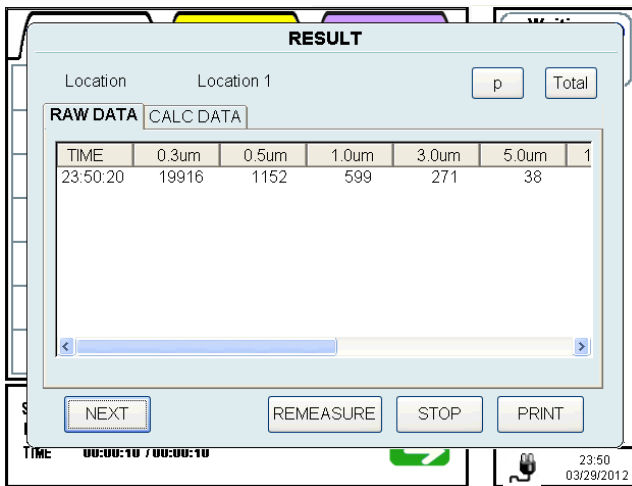 RESULT
Location Location 1 p Total
RAW DATA CALC DATA
TIME 0.3um 0.5um 1.0um 3.0um 5.0um 1
23:50:20 19916 1152 599 271 38
NEXT REMEASURE STOP PRINT
TIME 00:00:10 / 00:00:10
23:50
03/29/2012